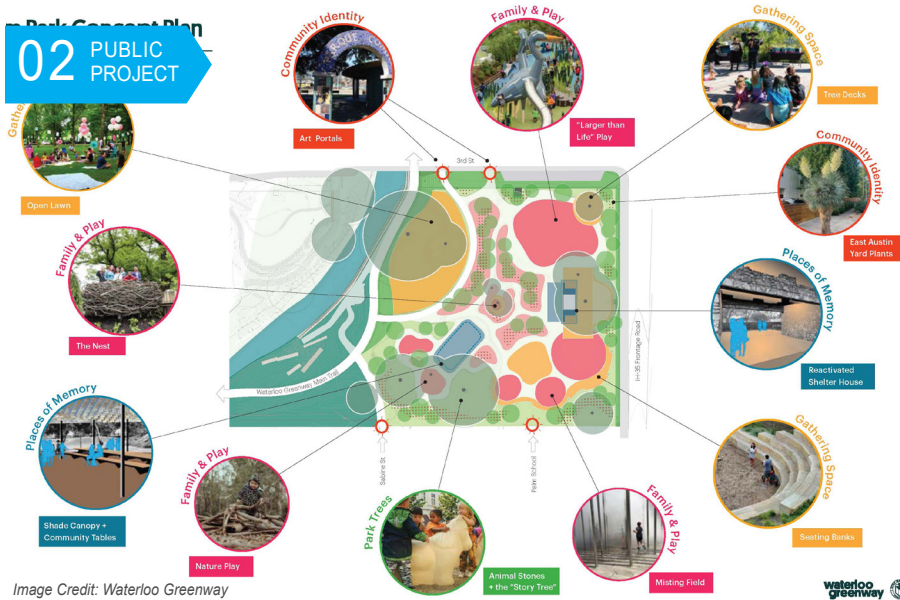 Park Concept Plan
02
PUBLIC
PROJECT
Community Identity
Art Portals
Family & Play
"Larger than
Life" Play
Gathering Space
Tree Decks
Open Lawn
Community Identity
East Austin
Yard Plants
Family & Play
The Nest
Places of Memory
Reactivated
Shelter House
3rd St
IH-35 Frontage Road
Waterloo Greenway Main Trail
Sabine St
Palm School
Places of Memory
Shade Canopy +
Community Tables
Family & Play
Nature Play
Park Trees
Animal Stones
+ the "Story Tree"
Family & Play
Misting Field
Gathering Space
Seating Banks
Image Credit: Waterloo Greenway
waterloo
greenway